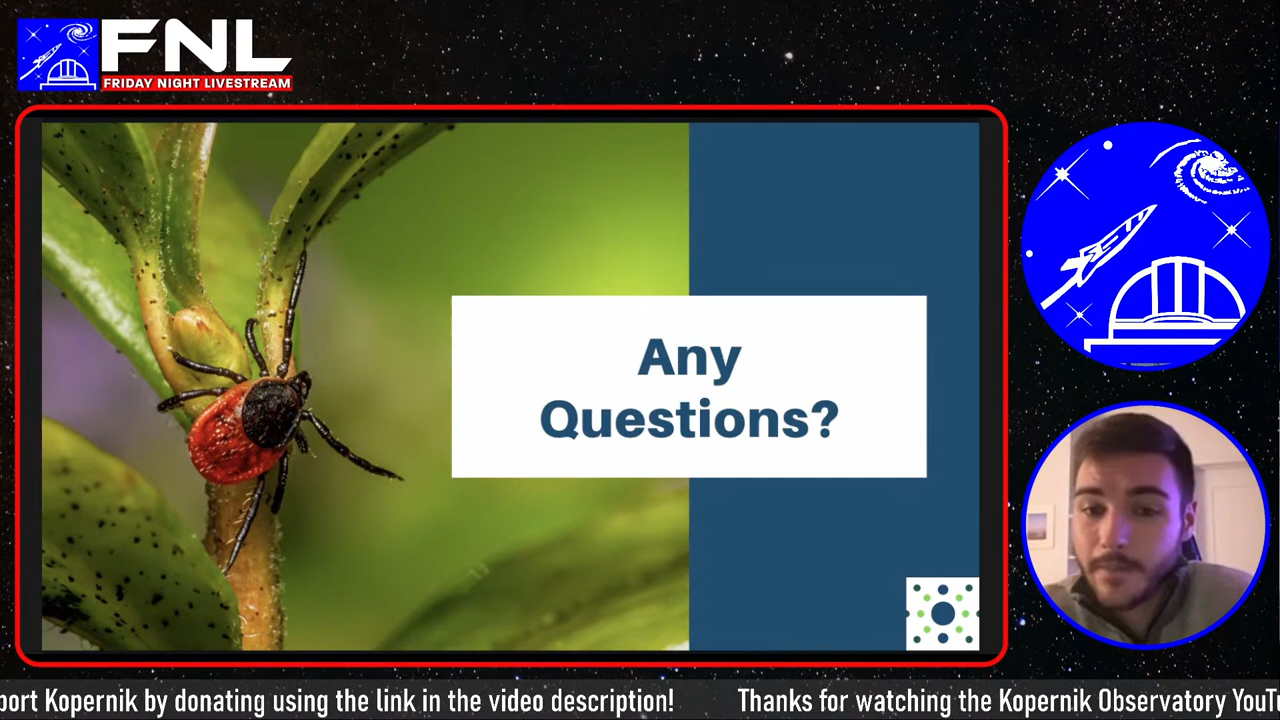 FNL
FRIDAY NIGHT LIVESTREAM
Any
Questions?
port Kopernik by donating using the link in the video description! Thanks for watching the Kopernik Observatory YouT